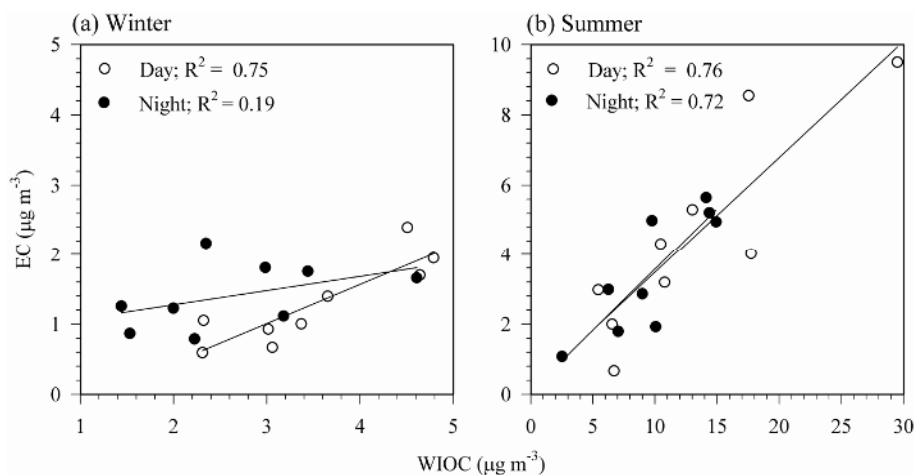 (a) Winter
(b) Summer
Day; R² = 0.75
Night; R² = 0.19
Day; R² = 0.76
Night; R² = 0.72
EC (µg m⁻³)
5
4
3
2
1
0
10
8
6
4
2
0
1 2 3 4 5
0 5 10 15 20 25 30
WIOC (µg m⁻³)